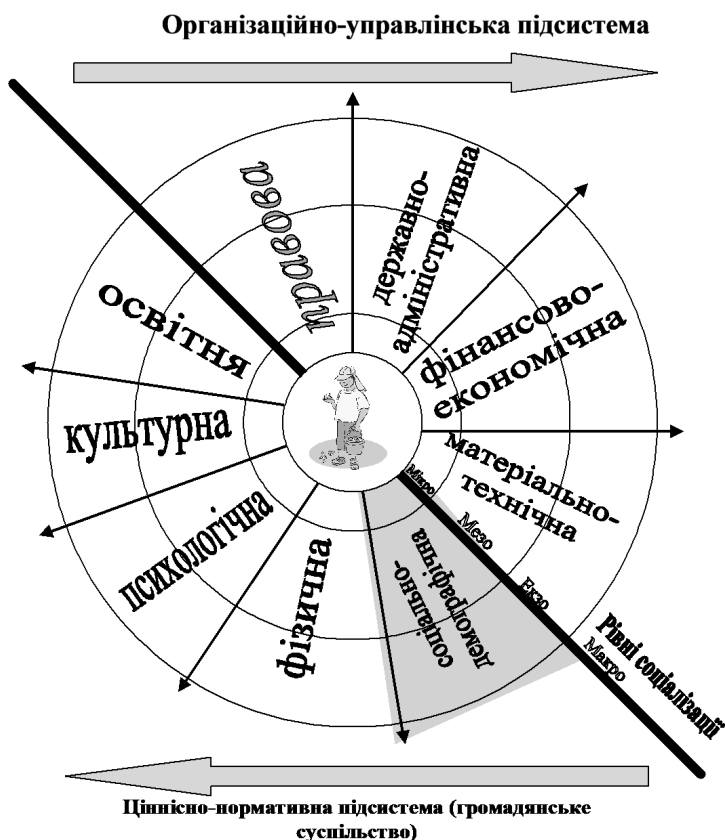 Організаційно-управлінська підсистема
правова
державно-
адміністративна
фінансово-
економічна
матеріально-
технічна
освітня
культурна
психологічна
фізична
соціально-
демографічна
Мікро
Мезо
Екзо
Макро
Рівні соціалізації
Ціннісно-нормативна підсистема (громадянське
суспільство)